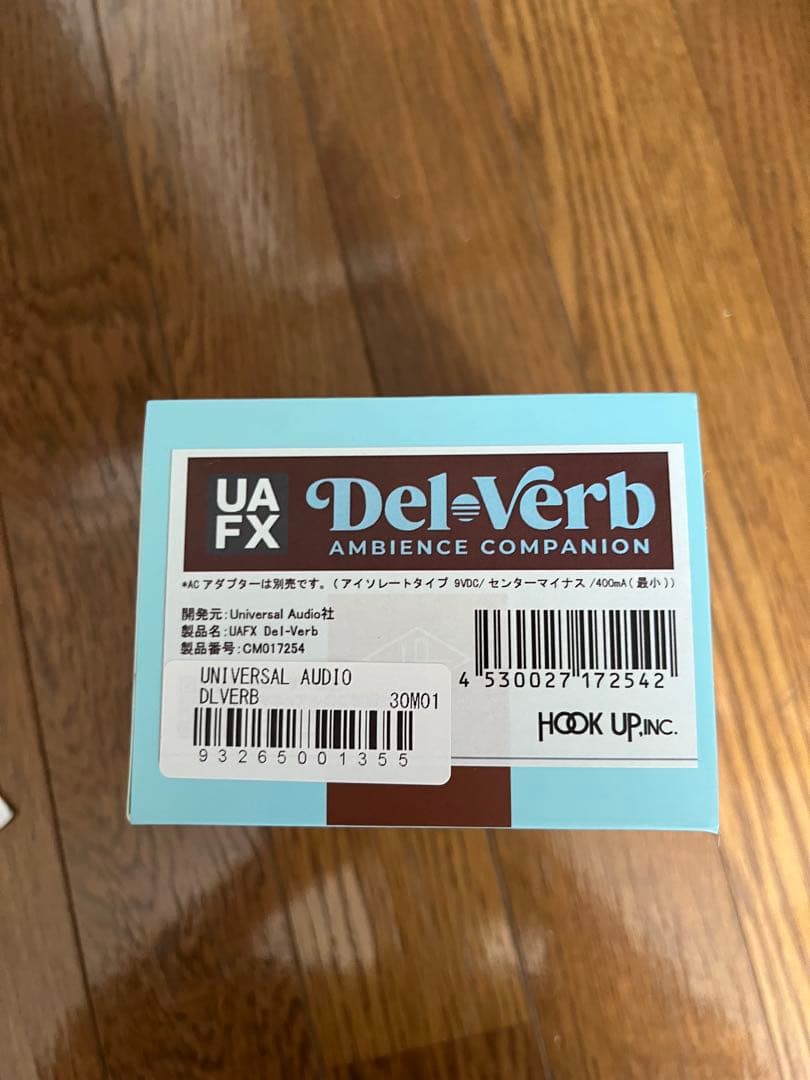 UA
FX
Del-Verb
AMBIENCE COMPANION
*AC アダプターは別売です。(アイソレートタイプ 9VDC/センターマイナス/400mA(最小))
開発元:Universal Audio社
製品名:UAFX Del-Verb
製品番号:CM017254
4 530027 172542
HOOK UP,INC.
UNIVERSAL AUDIO
DLVERB 30M01
93265001355